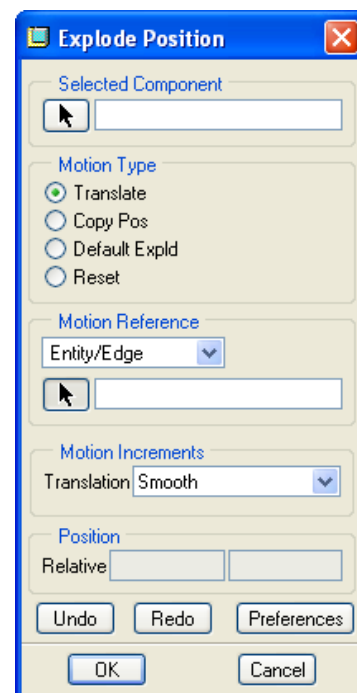 Explode Position
Selected Component
Motion Type
Translate
Copy Pos
Default Expld
Reset
Motion Reference
Entity/Edge
Motion Increments
Translation Smooth
Position
Relative
Undo Redo Preferences
OK Cancel